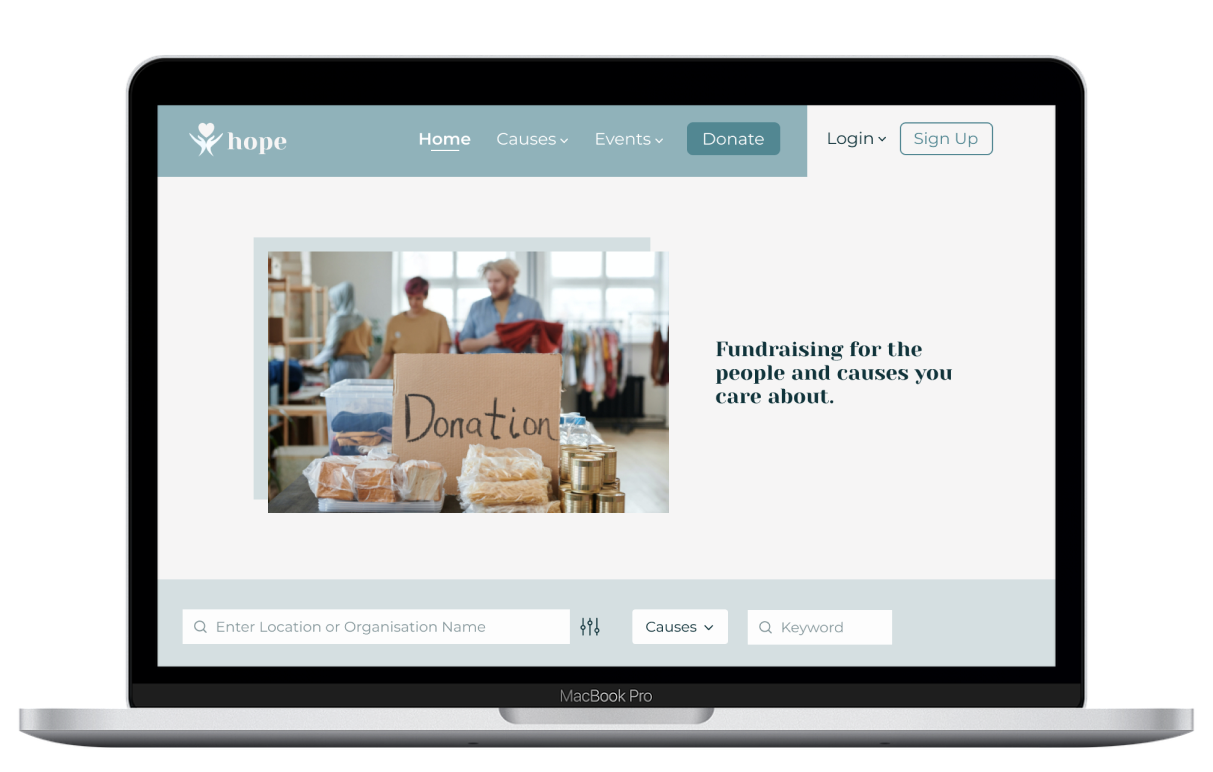 hope
Home Causes Events Donate Login Sign Up
Donation
Fundraising for the
people and causes you
care about.
Enter Location or Organisation Name Causes Keyword
MacBook Pro